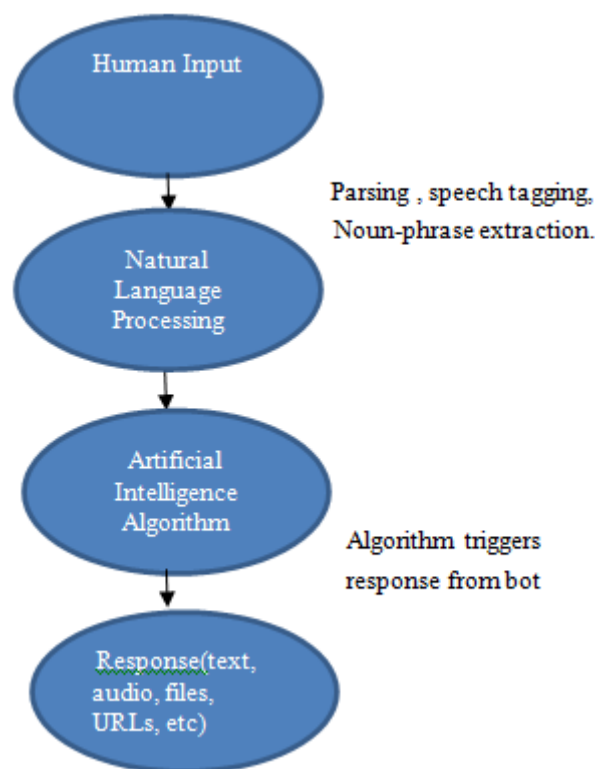 Human Input
Parsing , speech tagging,
Noun-phrase extraction.
Natural
Language
Processing
Artificial
Intelligence
Algorithm
Algorithm triggers
response from bot
Response(text,
audio, files,
URLs, etc)